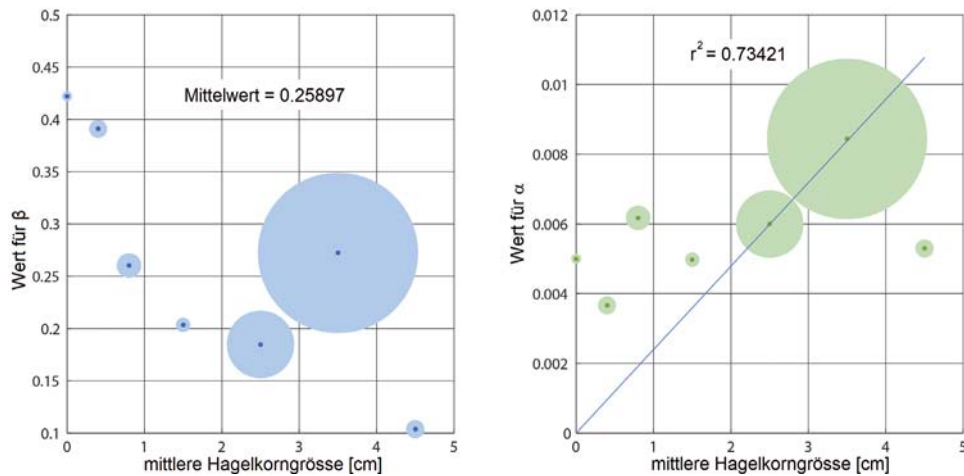 0.5
0.45
0.4
0.35
0.3
0.25
0.2
0.15
0.1
Wert für β
Mittelwert = 0.25897
0 1 2 3 4 5
mittlere Hagelkorngrösse [cm]
0.012
0.01
0.008
0.006
0.004
0.002
0
Wert für α
r² = 0.73421
0 1 2 3 4 5
mittlere Hagelkorngrösse [cm]